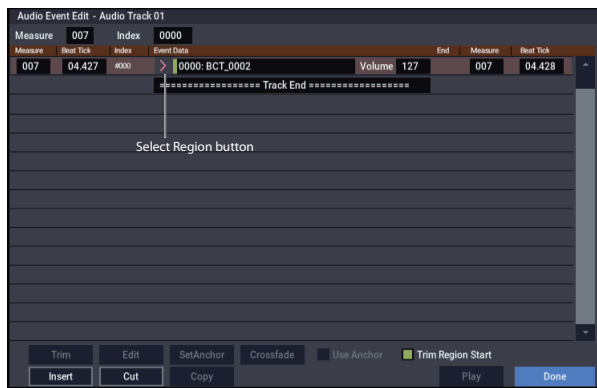 Audio Event Edit - Audio Track 01
Measure 007 Index 0000
Measure Beat Tick Index Event Data End Measure Beat Tick
007 04.427 #000 0000: BCT_0002 Volume 127 007 04.428
================== Track End ==================
Select Region button
Trim Edit SetAnchor Crossfade Use Anchor Trim Region Start
Insert Cut Copy Play Done